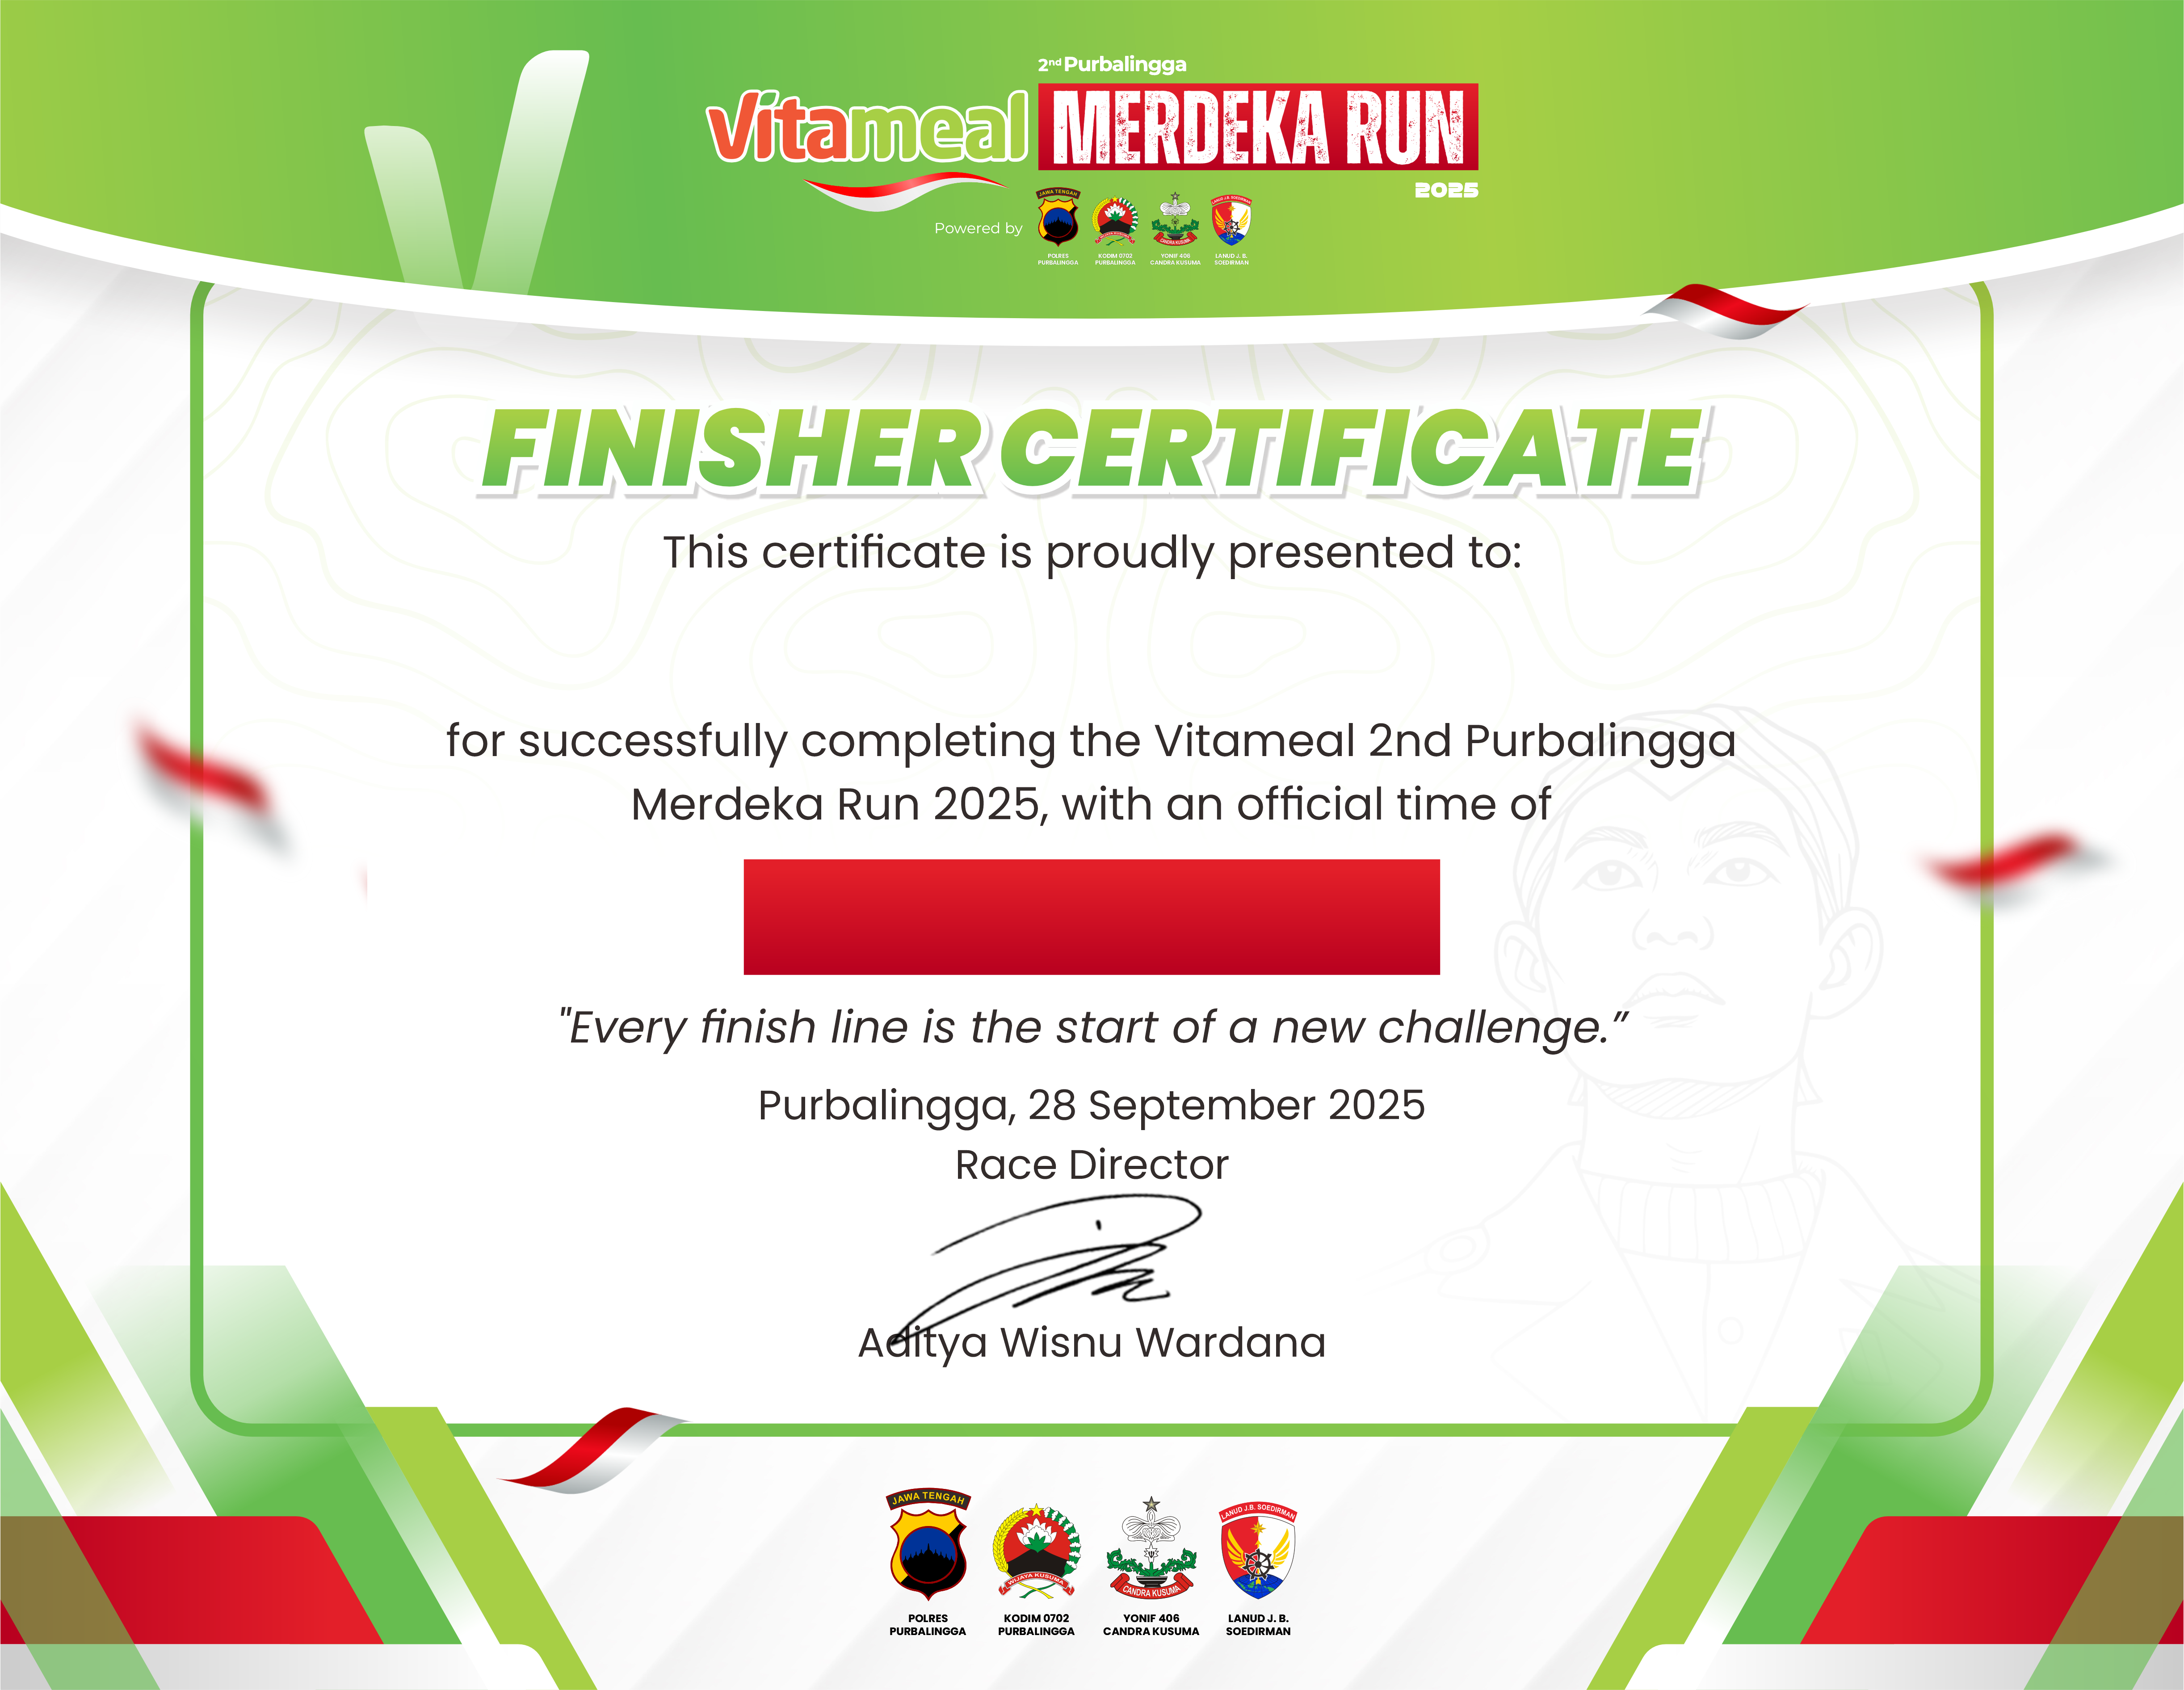 2nd Purbalingga
vitameal MERDEKA RUN
2025
Powered by
JAWA TENGAH
LANUD J.B. SOEDIRMAN
CANDRA KUSUMA
POLRES PURBALINGGA
KODIM 0702 PURBALINGGA
YONIF 406 CANDRA KUSUMA
LANUD J. B. SOEDIRMAN
FINISHER CERTIFICATE
This certificate is proudly presented to:
for successfully completing the Vitameal 2nd Purbalingga
Merdeka Run 2025, with an official time of
"Every finish line is the start of a new challenge.”
Purbalingga, 28 September 2025
Race Director
Aditya Wisnu Wardana
JAWA TENGAH
WIJAYA KUSUMA
CANDRA KUSUMA
LANUD J.B. SOEDIRMAN
POLRES
PURBALINGGA
KODIM 0702
PURBALINGGA
YONIF 406
CANDRA KUSUMA
LANUD J. B.
SOEDIRMAN